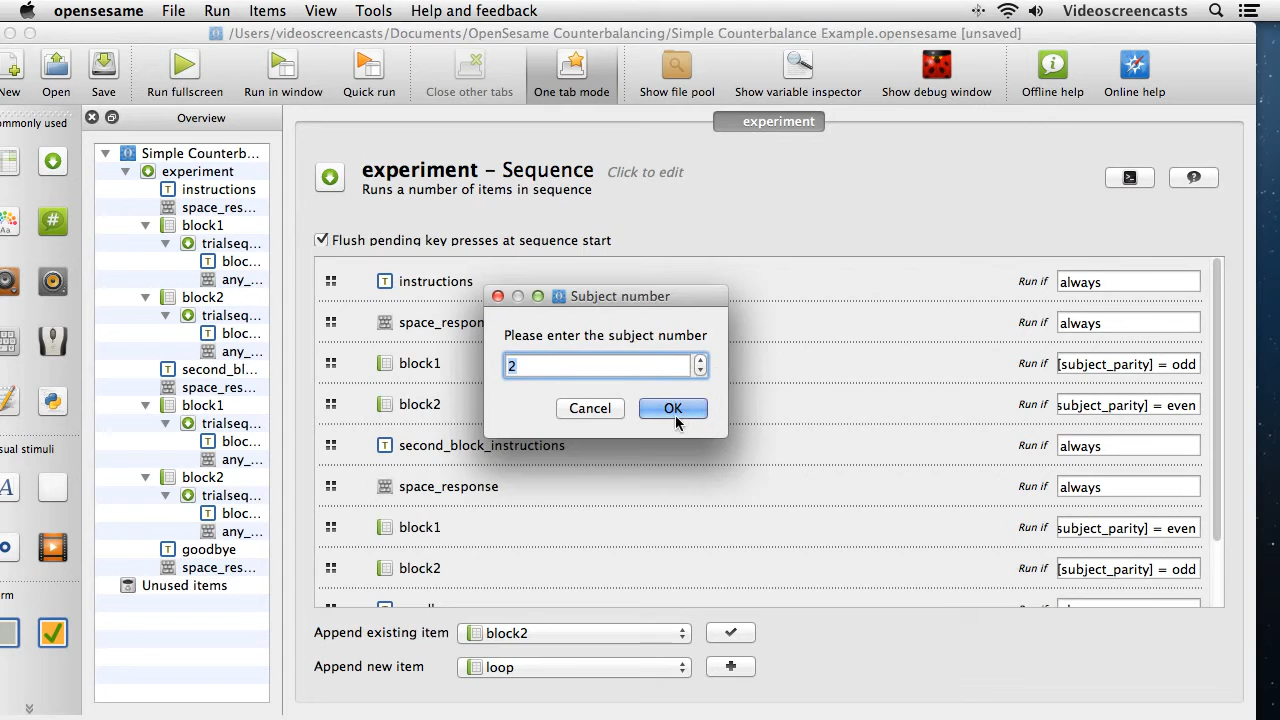 opensesame File Run Items View Tools Help and feedback Videoscreencasts
/Users/videoscreencasts/Documents/OpenSesame Counterbalancing/Simple Counterbalance Example.opensesame [unsaved]
New Open Save Run fullscreen Run in window Quick run Close other tabs One tab mode Show file pool Show variable inspector Show debug window Offline help Online help
ommonly used
Overview
experiment
Simple Counterb...
experiment
instructions
space_res...
block1
trialseq...
bloc...
any_...
block2
trialseq...
bloc...
any_...
second_bl...
space_res...
block1
trialseq...
bloc...
any_...
block2
trialseq...
bloc...
any_...
goodbye
space_res...
Unused items
Aa
sual stimuli
A
rm
experiment – Sequence Click to edit
Runs a number of items in sequence
Flush pending key presses at sequence start
instructions Run if always
space_respon Run if always
block1 Run if [subject_parity] = odd
block2 Run if subject_parity] = even
second_block_instructions Run if always
space_response Run if always
block1 Run if subject_parity] = even
block2 Run if [subject_parity] = odd
Subject number
Please enter the subject number
2
Cancel OK
Append existing item block2
Append new item loop